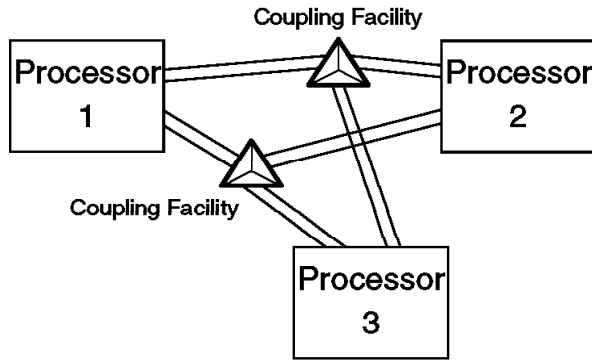 Coupling Facility
Processor
1
Processor
2
Coupling Facility
Processor
3